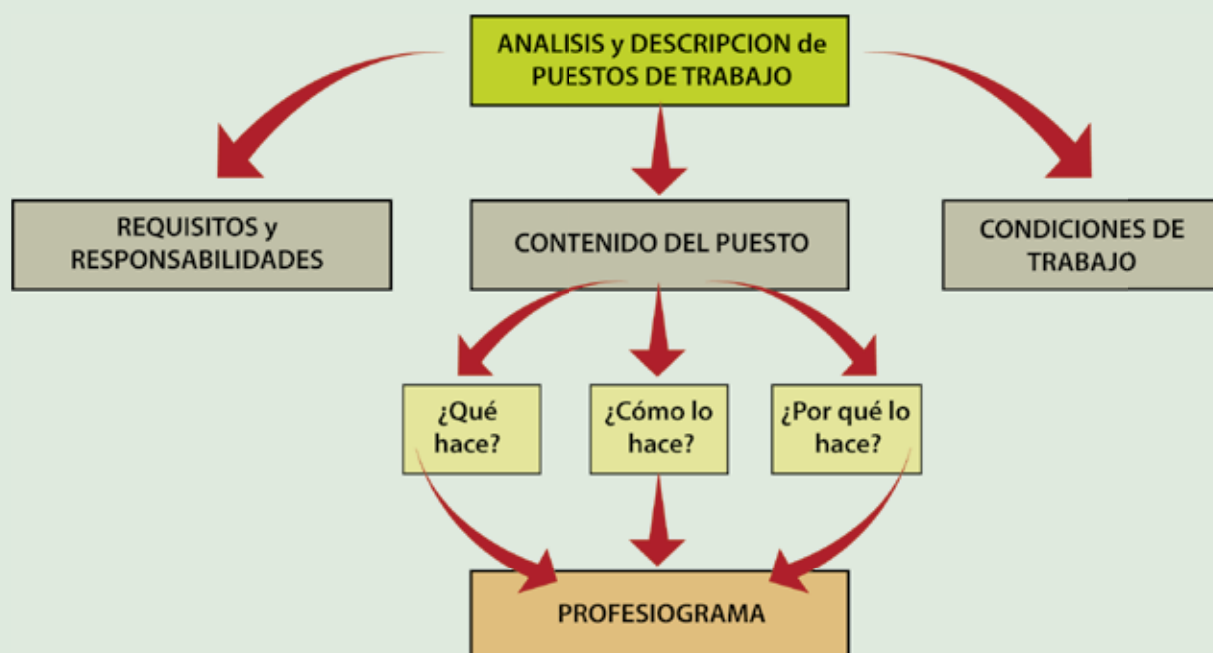 ANALISIS y DESCRIPCION de
PUESTOS DE TRABAJO
REQUISITOS y
RESPONSABILIDADES
CONTENIDO DEL PUESTO
CONDICIONES DE
TRABAJO
¿Qué
hace?
¿Cómo lo
hace?
¿Por qué lo
hace?
PROFESIOGRAMA